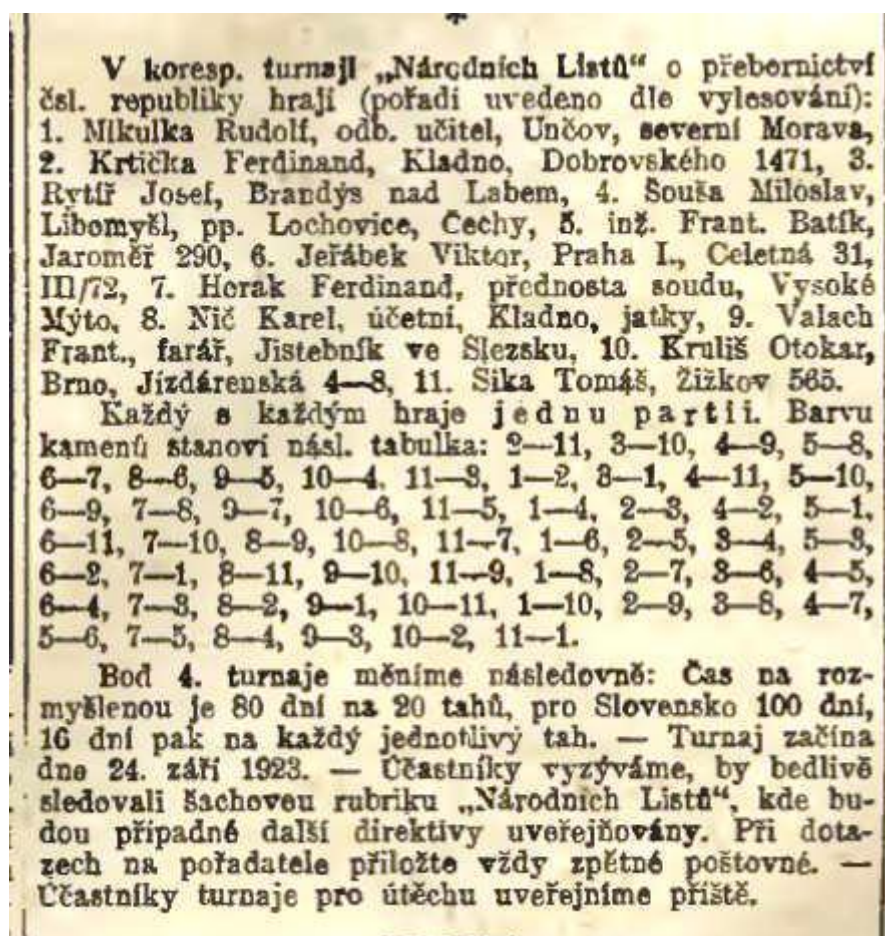 *
V koresp. turnaji „Národních Listů“ o přebornictví
čsl. republiky hrají (pořadí uvedeno dle vylosování):
1. Mikulka Rudolf, odb. učitel, Unčov, severní Morava,
2. Krtička Ferdinand, Kladno, Dobrovského 1471, 3.
Rytíř Josef, Brandýs nad Labem, 4. Souša Miloslav,
Libomyšl, pp. Lochovice, Čechy, 5. inž. Frant. Batík,
Jaroměř 290, 6. Jeřábek Viktor, Praha I., Celetná 31,
III/72, 7. Horak Ferdinand, přednosta soudu, Vysoké
Mýto, 8. Nič Karel, účetní, Kladno, jatky, 9. Valach
Frant., farář, Jistebník ve Slezsku, 10. Kruliš Otokar,
Brno, Jízdárenská 4—8, 11. Sika Tomáš, Žižkov 565.
Každý s každým hraje jednu partii. Barvu
kamenů stanoví násl. tabulka: 2—11, 3—10, 4—9, 5—8,
6—7, 8—6, 9—5, 10—4, 11—3, 1—2, 3—1, 4—11, 5—10,
6—9, 7—8, 9—7, 10—6, 11—5, 1—4, 2—3, 4—2, 5—1,
6—11, 7—10, 8—9, 10—8, 11—7, 1—6, 2—5, 3—4, 5—3,
6—2, 7—1, 8—11, 9—10, 11—9, 1—8, 2—7, 3—6, 4—5,
6—4, 7—3, 8—2, 9—1, 10—11, 1—10, 2—9, 3—8, 4—7,
5—6, 7—5, 8—4, 9—3, 10—2, 11—1.
Bod 4. turnaje měníme následovně: Čas na roz-
myšlenou je 80 dní na 20 tahů, pro Slovensko 100 dní,
16 dní pak na každý jednotlivý tah. — Turnaj začíná
dne 24. září 1923. — Účastníky vyzýváme, by bedlivě
sledovali šachovou rubriku „Národních Listů“, kde bu-
dou případné další direktivy uveřejňovány. Při dota-
zech na pořadatele přiložte vždy zpětné poštovné. —
Účastníky turnaje pro útěchu uveřejníme příště.